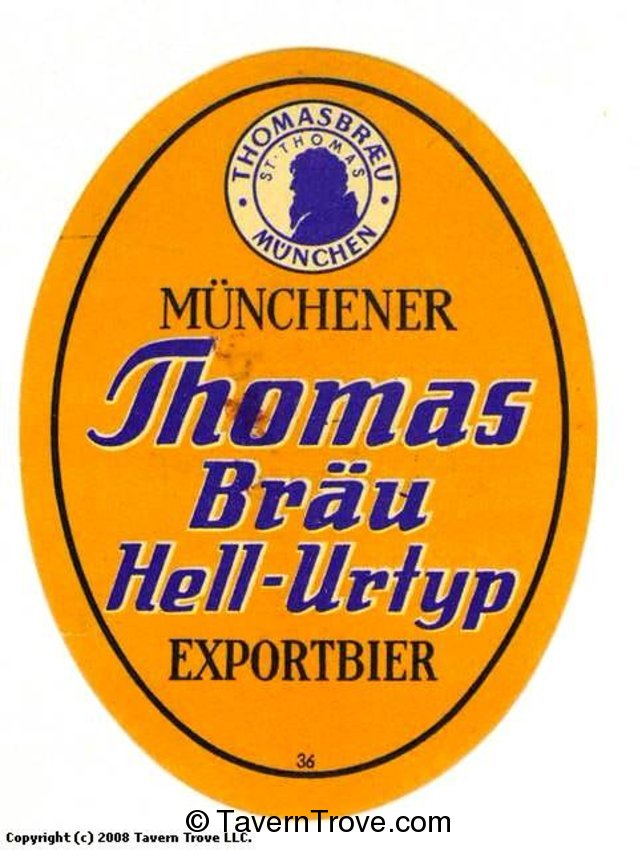 THOMASBRÆU
ST. THOMAS
MÜNCHEN
MÜNCHENER
Thomas
Bräu
Hell-Urtyp
EXPORTBIER
36
© TavernTrove.com
Copyright (c) 2008 Tavern Trove LLC.